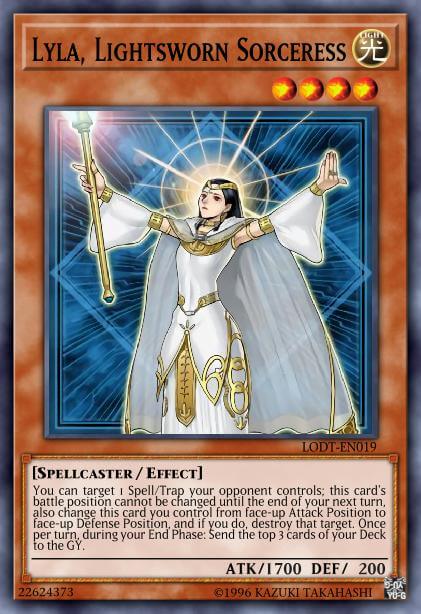 LYLA, LIGHTSWORN SORCERESS
LIGHT
光
LODT-EN019
[SPELLCASTER / EFFECT]
You can target 1 Spell/Trap your opponent controls; this card's
battle position cannot be changed until the end of your next turn,
also change this card you control from face-up Attack Position to
face-up Defense Position, and if you do, destroy that target. Once
per turn, during your End Phase: Send the top 3 cards of your Deck
to the GY.
ATK/1700 DEF/ 200
22624373
©1996 KAZUKI TAKAHASHI